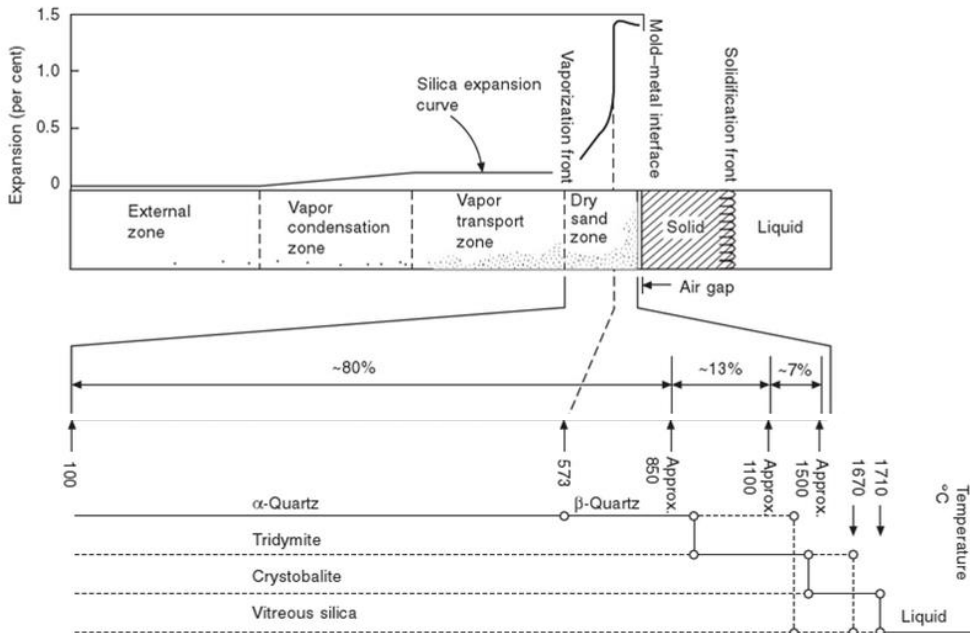 1.5
1.0
0.5
0
Expansion (per cent)
Silica expansion
curve
Vaporization front
Mold–metal interface
Solidification front
External
zone
Vapor
condensation
zone
Vapor
transport
zone
Dry
sand
zone
Solid
Liquid
Air gap
~80%
~13%
~7%
100
573
Approx.
850
Approx.
1100
Approx.
1500
1670
1710
Temperature
°C
α-Quartz
β-Quartz
Tridymite
Crystobalite
Vitreous silica
Liquid